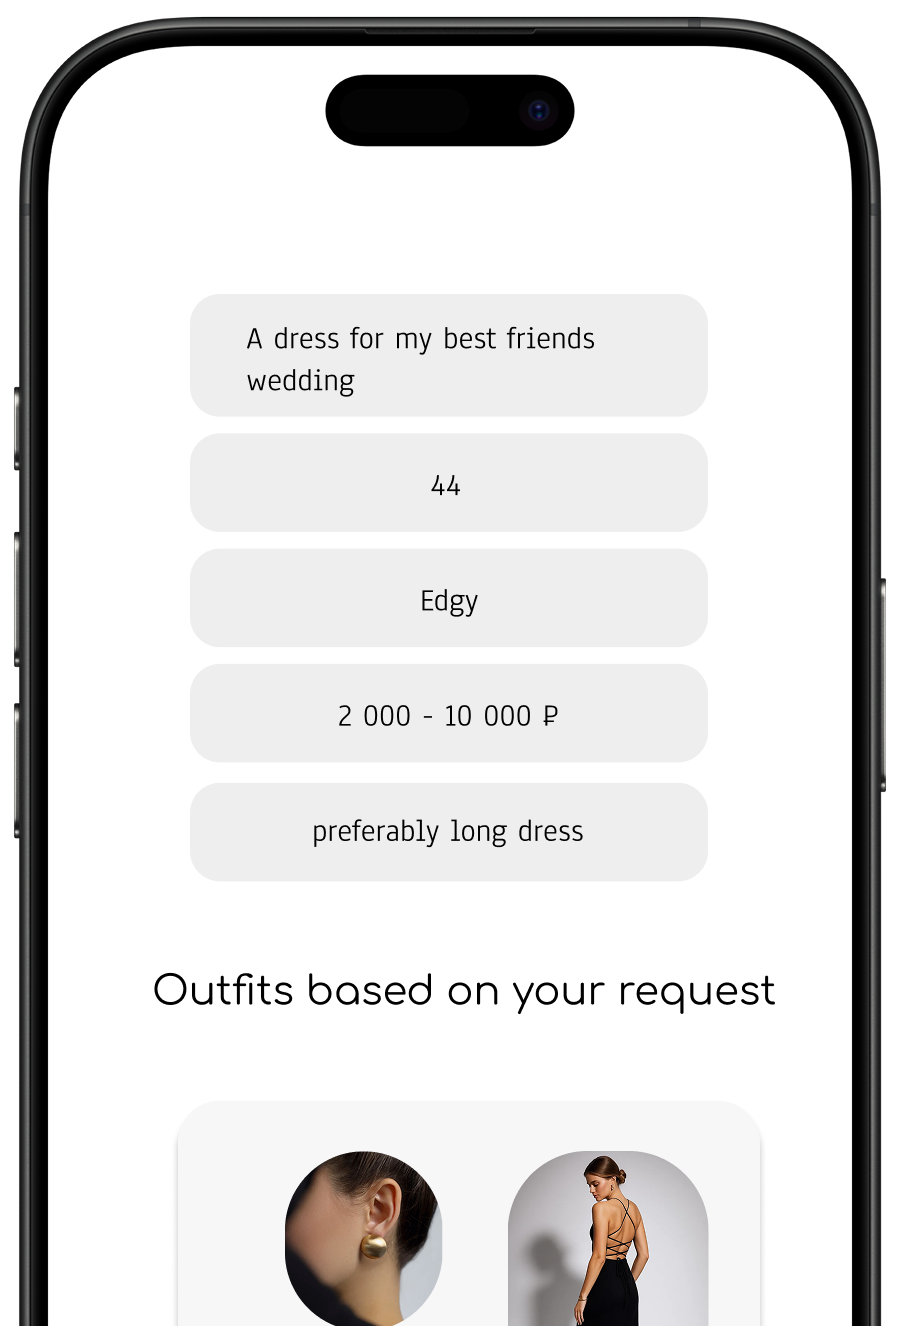 A dress for my best friends
wedding
44
Edgy
2 000 - 10 000 ₽
preferably long dress
Outfits based on your request